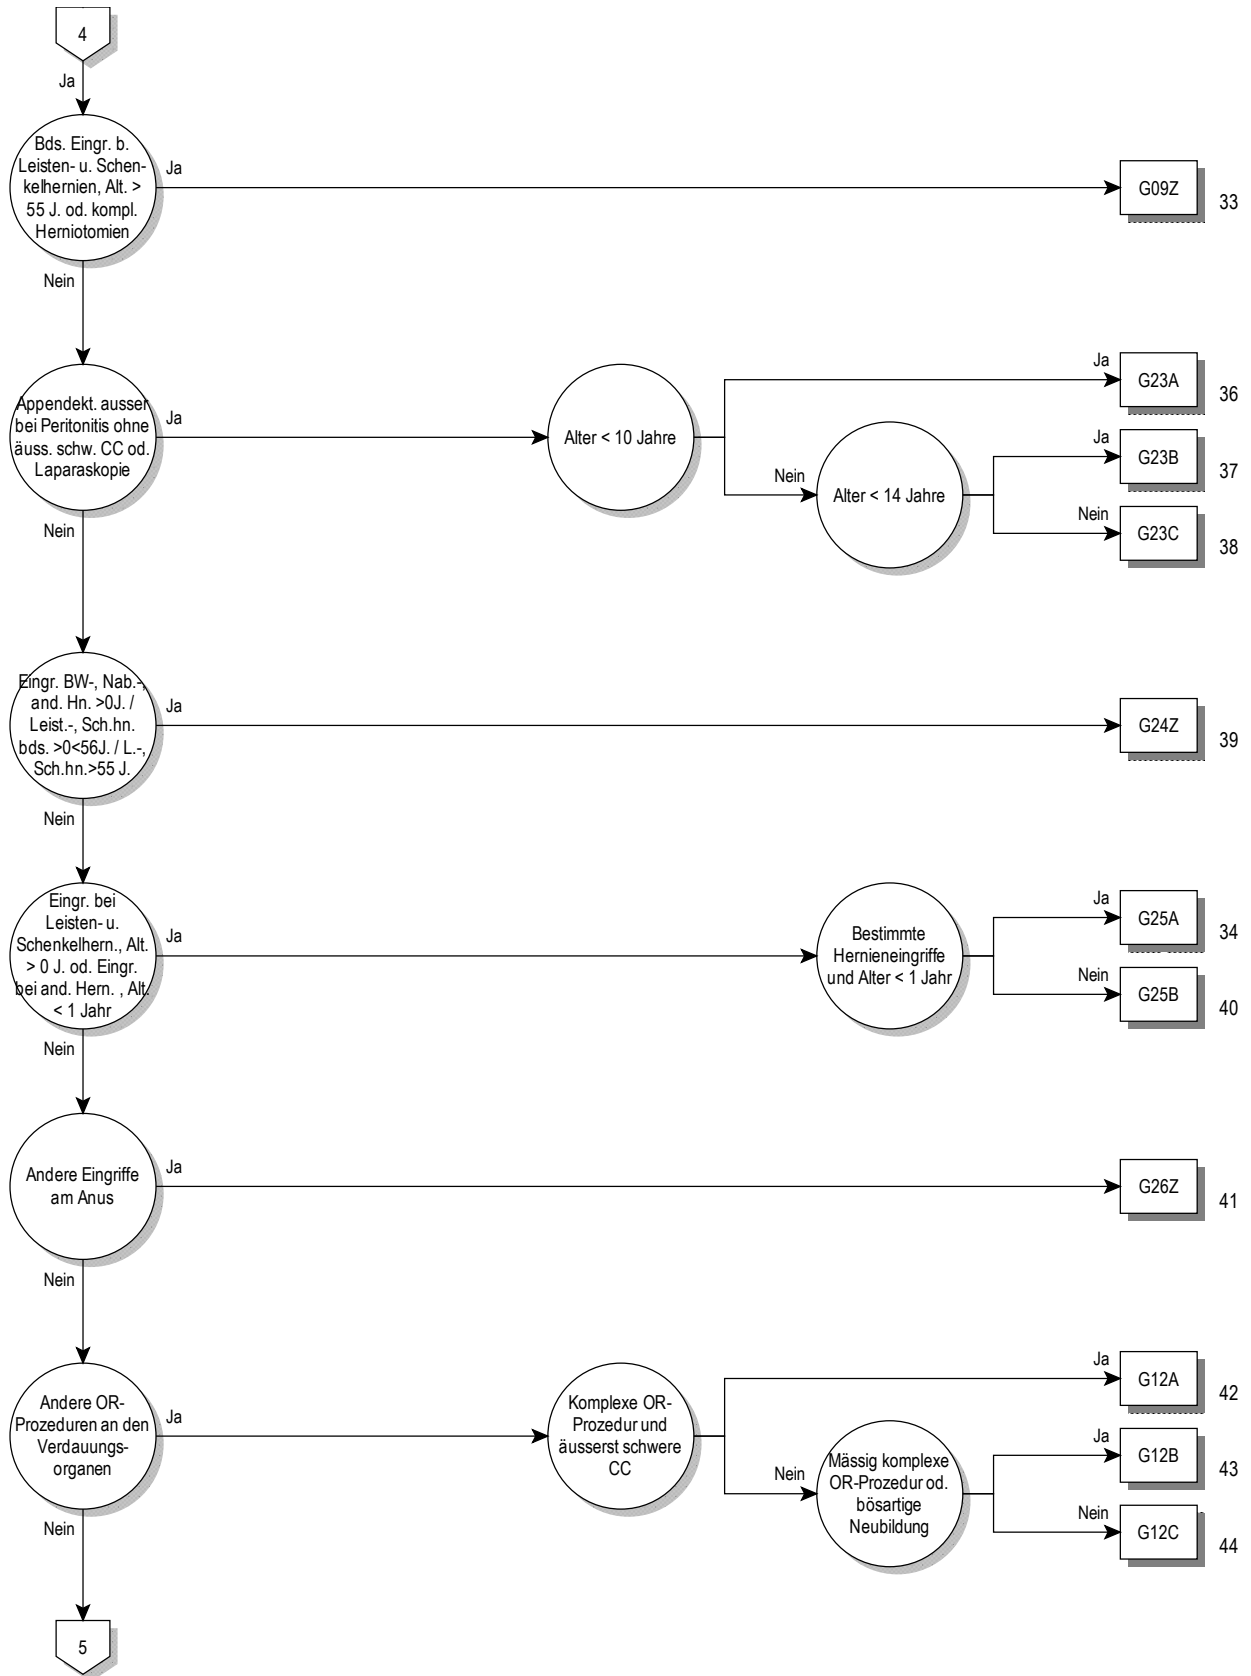 4
Ja
Bds. Eingr. b.
Leisten- u. Schen-
kelhernien, Alt. >
55 J. od. kompl.
Herniotomien
Ja
G09Z
33
Nein
Appendekt. ausser
bei Peritonitis ohne
äuss. schw. CC od.
Laparaskopie
Ja
Alter < 10 Jahre
Ja
G23A
36
Nein
Alter < 14 Jahre
Ja
G23B
37
Nein
G23C
38
Nein
Eingr. BW-, Nab.-,
and. Hn. >0J. /
Leist.-, Sch.hn.
bds. >0<56J. / L.-,
Sch.hn.>55 J.
Ja
G24Z
39
Nein
Eingr. bei
Leisten- u.
Schenkelhern., Alt.
> 0 J. od. Eingr.
bei and. Hern. , Alt.
< 1 Jahr
Ja
Bestimmte
Hernieneingriffe
und Alter < 1 Jahr
Ja
G25A
34
Nein
G25B
40
Nein
Andere Eingriffe
am Anus
Ja
G26Z
41
Nein
Andere OR-
Prozeduren an den
Verdauungs-
organen
Ja
Komplexe OR-
Prozedur und
äusserst schwere
CC
Ja
G12A
42
Nein
Mässig komplexe
OR-Prozedur od.
bösartige
Neubildung
Ja
G12B
43
Nein
G12C
44
Nein
5